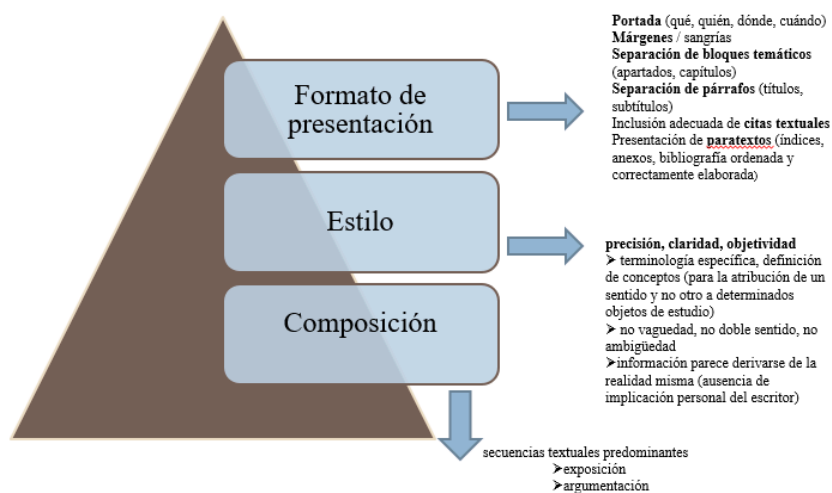 Formato de
presentación
Portada (qué, quién, dónde, cuándo)
Márgenes / sangrías
Separación de bloques temáticos
(apartados, capítulos)
Separación de párrafos (títulos,
subtítulos)
Inclusión adecuada de citas textuales
Presentación de paratextos (índices,
anexos, bibliografía ordenada y
correctamente elaborada)
Estilo
precisión, claridad, objetividad
➤ terminología específica, definición
de conceptos (para la atribución de un
sentido y no otro a determinados
objetos de estudio)
➤ no vaguedad, no doble sentido, no
ambigüedad
➤información parece derivarse de la
realidad misma (ausencia de
implicación personal del escritor)
Composición
secuencias textuales predominantes
➤exposición
➤argumentación